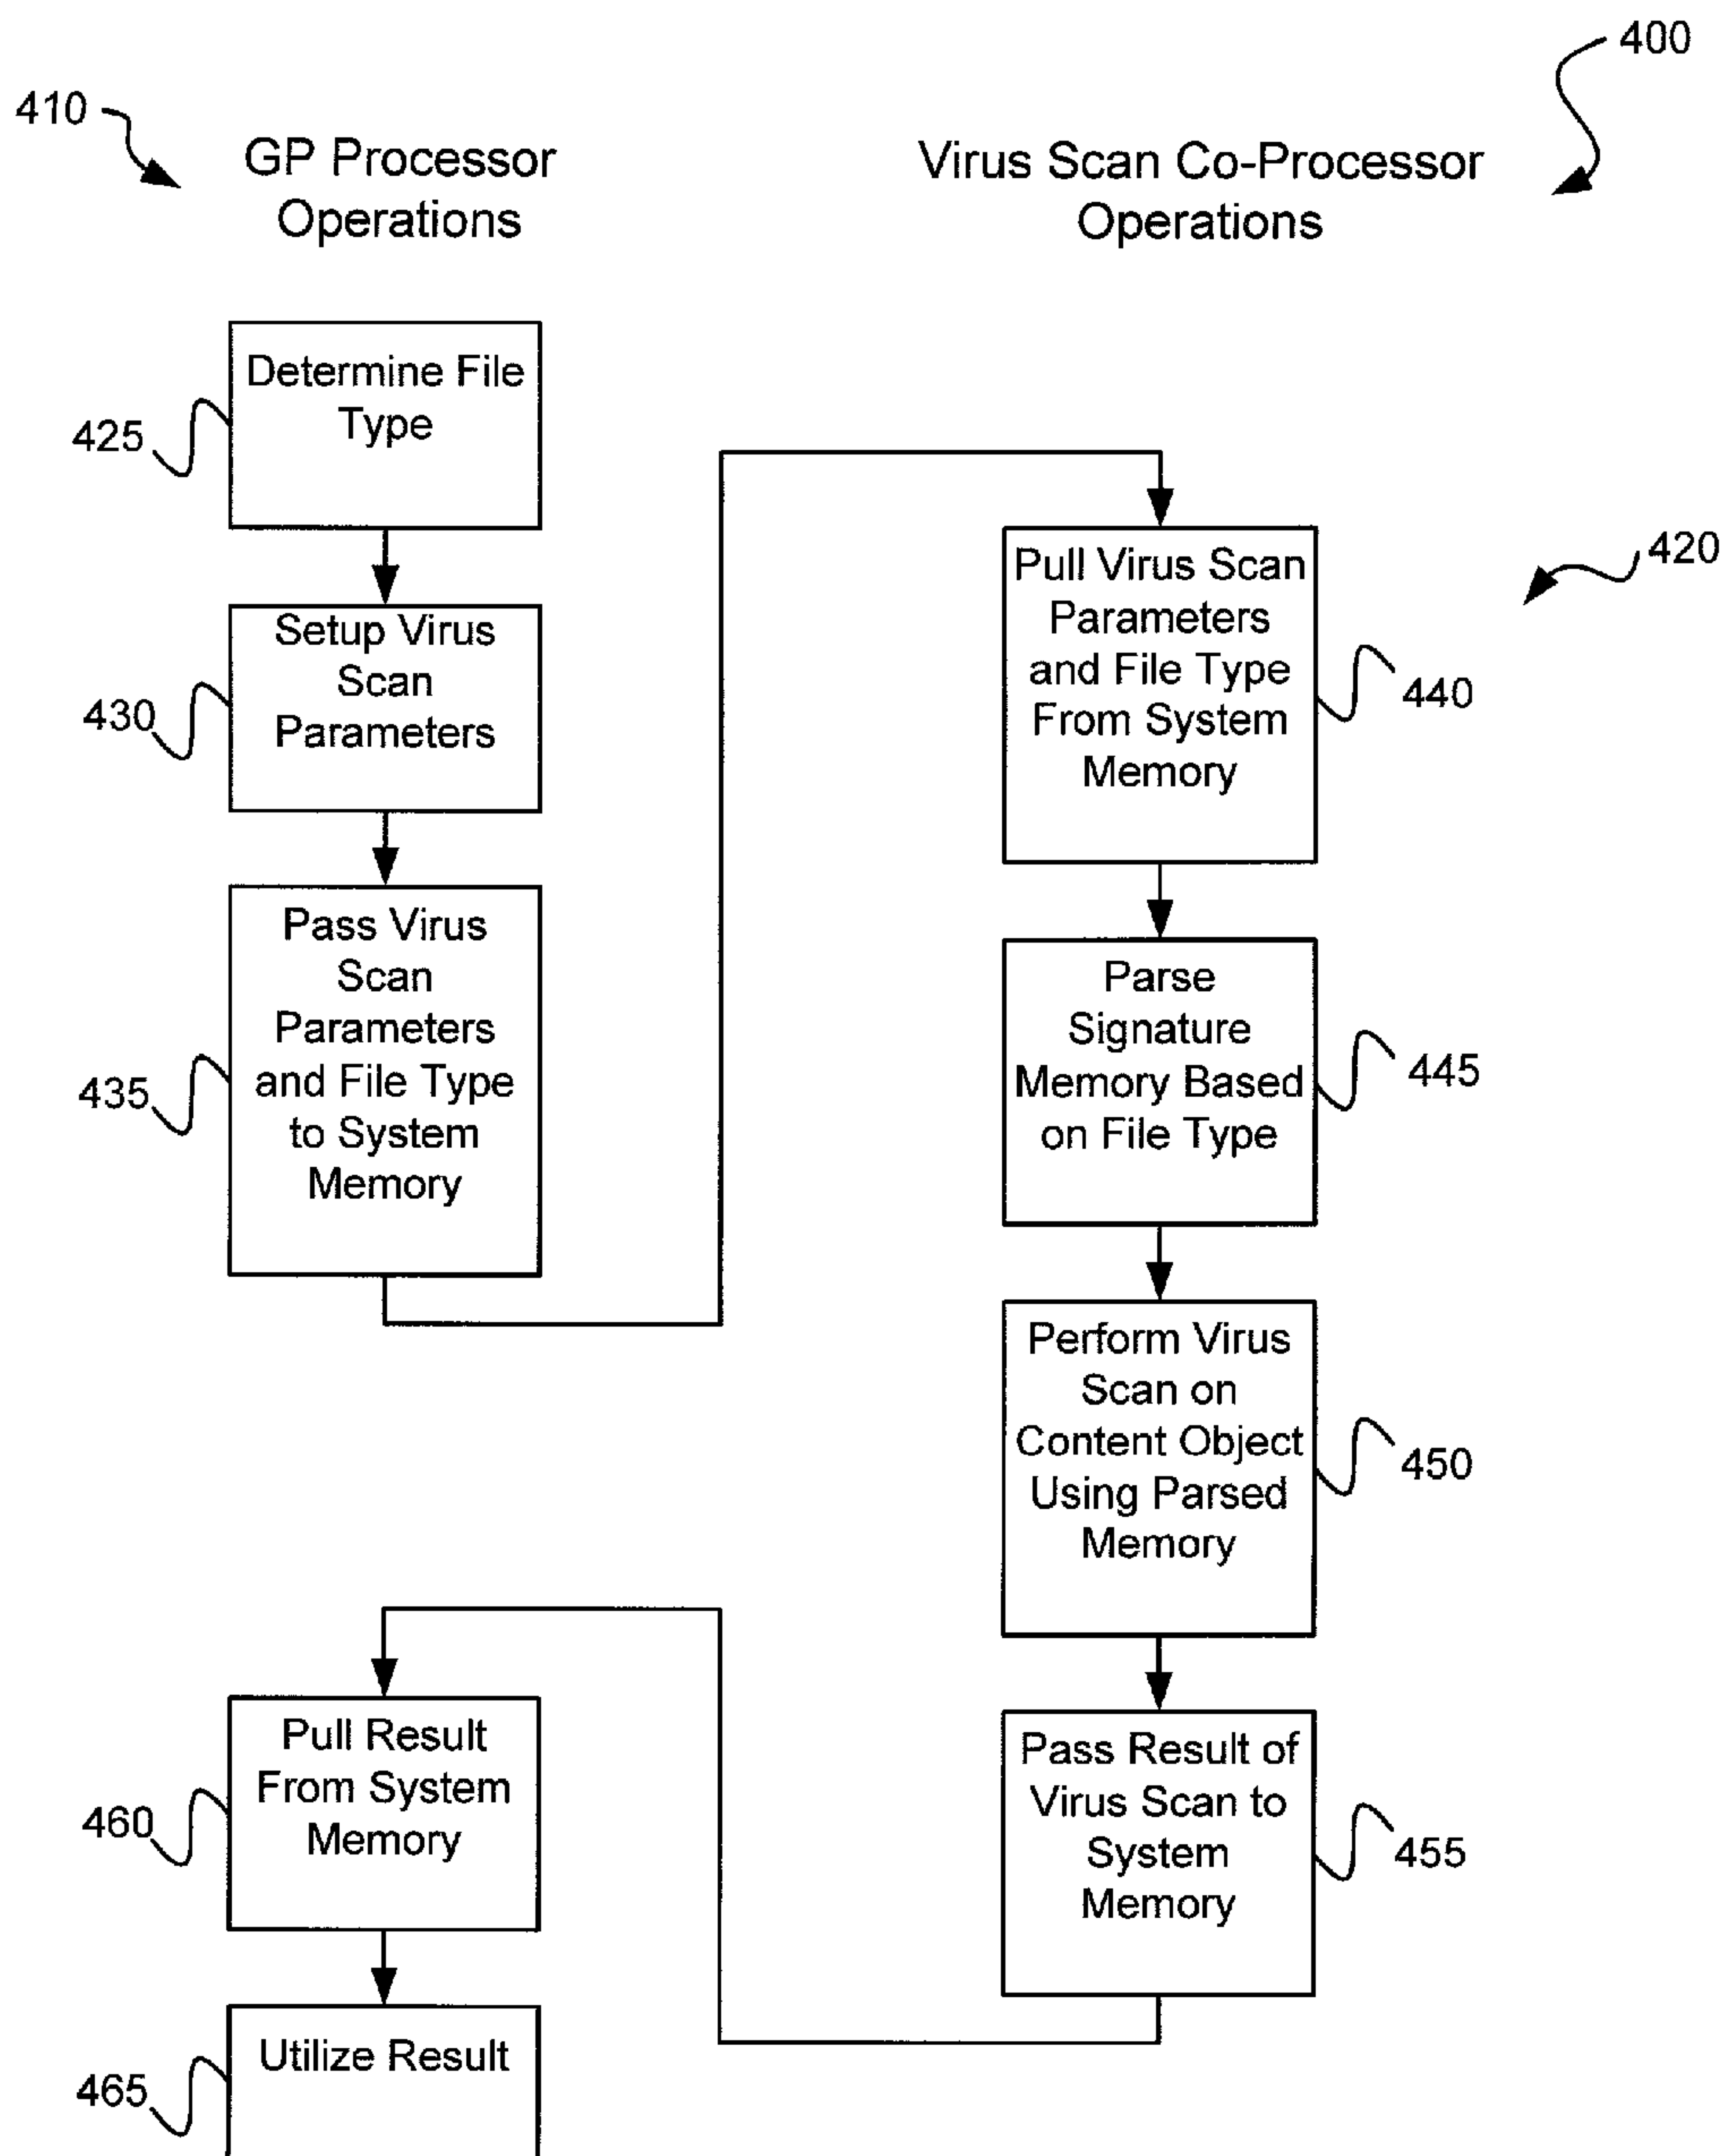 400
410
GP Processor
Operations
Virus Scan Co-Processor
Operations
Determine File
Type
425
Setup Virus
Scan
Parameters
430
Pass Virus
Scan
Parameters
and File Type
to System
Memory
435
420
Pull Virus Scan
Parameters
and File Type
From System
Memory
440
Parse
Signature
Memory Based
on File Type
445
Perform Virus
Scan on
Content Object
Using Parsed
Memory
450
Pass Result of
Virus Scan to
System
Memory
455
Pull Result
From System
Memory
460
Utilize Result
465